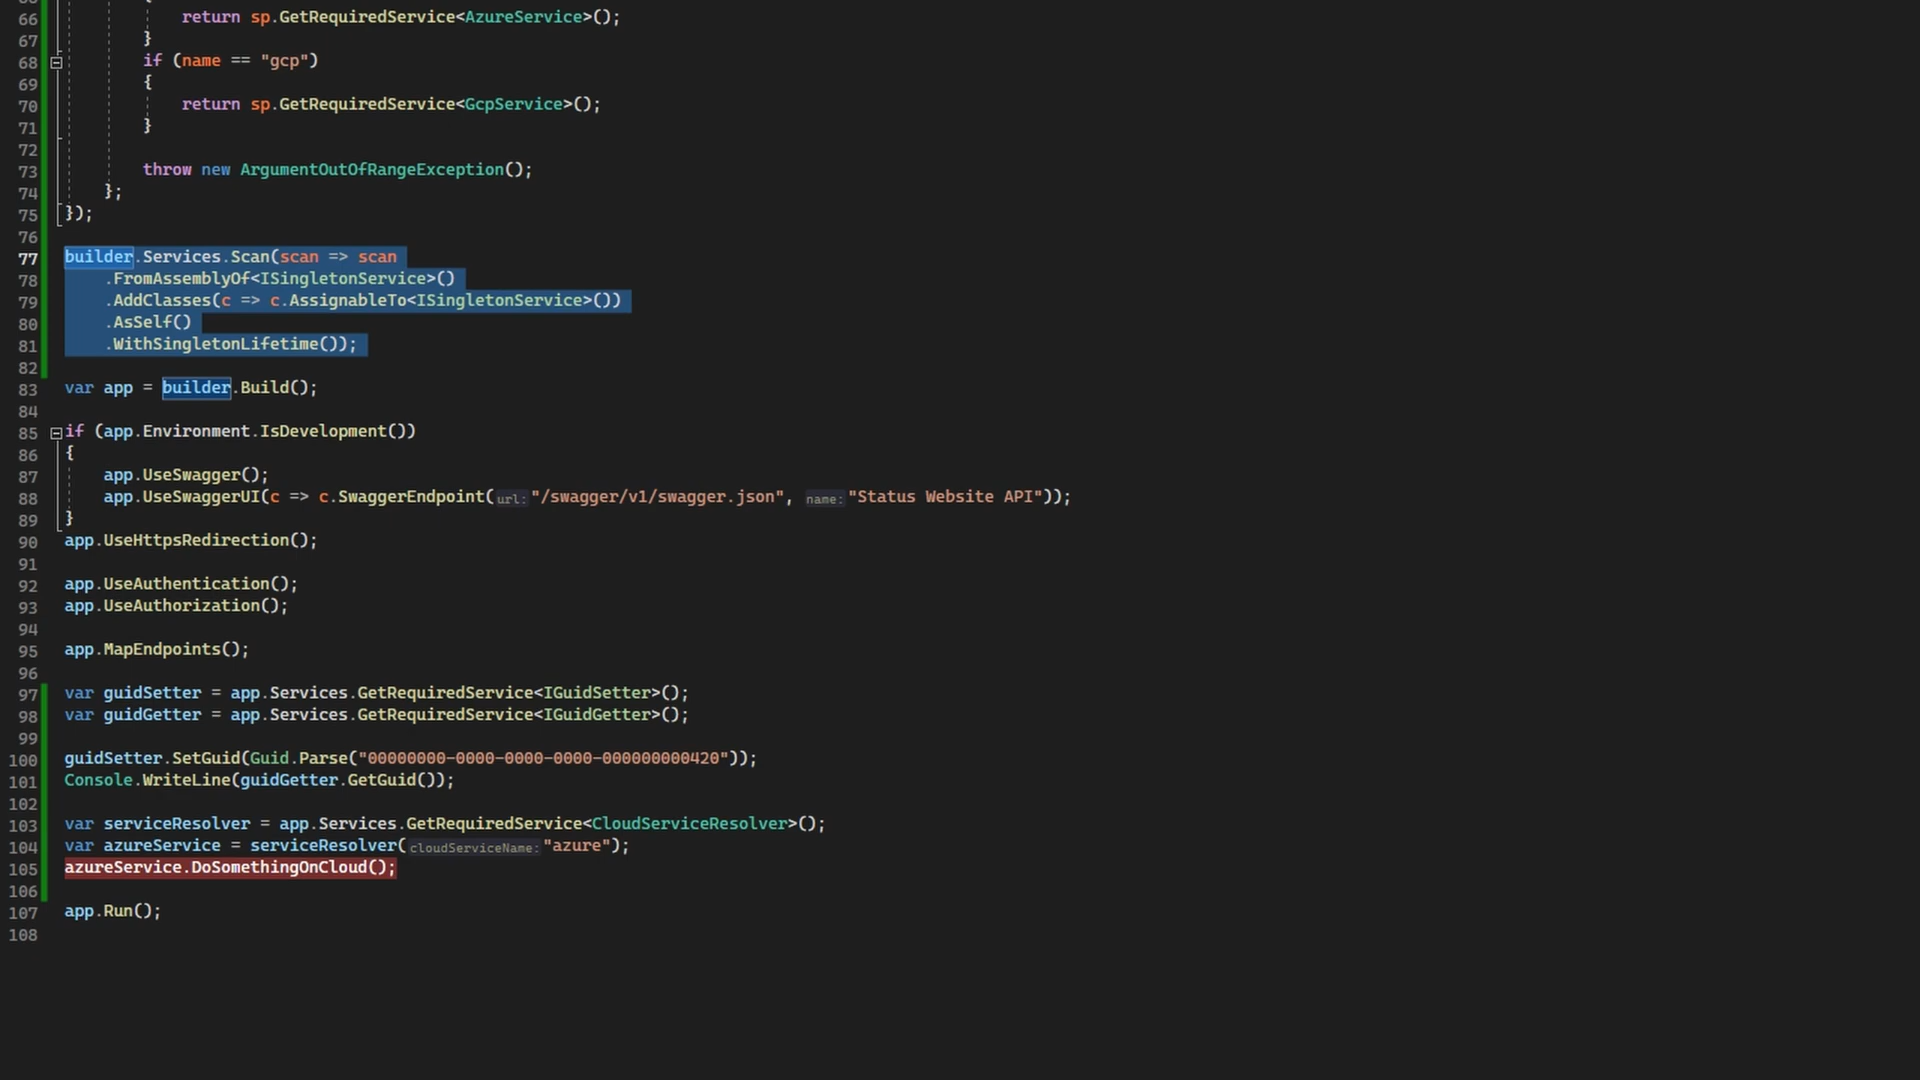 66 return sp.GetRequiredService<AzureService>();
67 }
68 if (name == "gcp")
69 {
70 return sp.GetRequiredService<GcpService>();
71 }
72
73 throw new ArgumentOutOfRangeException();
74 };
75 });
76
77 builder.Services.Scan(scan => scan
78 .FromAssemblyOf<ISingletonService>()
79 .AddClasses(c => c.AssignableTo<ISingletonService>())
80 .AsSelf()
81 .WithSingletonLifetime());
82
83 var app = builder.Build();
84
85 if (app.Environment.IsDevelopment())
86 {
87 app.UseSwagger();
88 app.UseSwaggerUI(c => c.SwaggerEndpoint(url: "/swagger/v1/swagger.json", name: "Status Website API"));
89 }
90 app.UseHttpsRedirection();
91
92 app.UseAuthentication();
93 app.UseAuthorization();
94
95 app.MapEndpoints();
96
97 var guidSetter = app.Services.GetRequiredService<IGuidSetter>();
98 var guidGetter = app.Services.GetRequiredService<IGuidGetter>();
99
100 guidSetter.SetGuid(Guid.Parse("00000000-0000-0000-0000-000000000420"));
101 Console.WriteLine(guidGetter.GetGuid());
102
103 var serviceResolver = app.Services.GetRequiredService<CloudServiceResolver>();
104 var azureService = serviceResolver(cloudServiceName: "azure");
105 azureService.DoSomethingOnCloud();
106
107 app.Run();
108